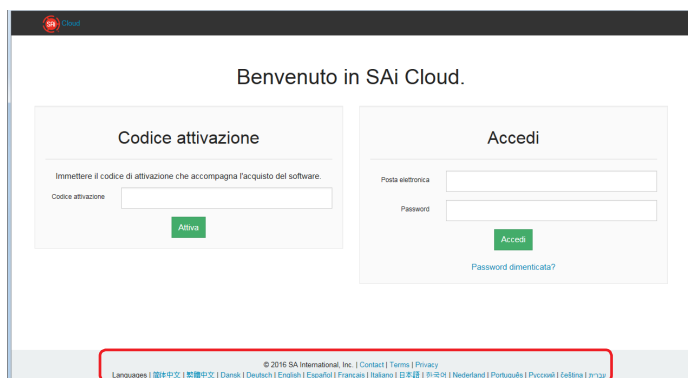 SAi Cloud
Benvenuto in SAi Cloud.
Codice attivazione
Immettere il codice di attivazione che accompagna l'acquisto del software.
Codice attivazione
Attiva
Accedi
Posta elettronica
Password
Accedi
Password dimenticata?
© 2016 SA International, Inc. | Contact | Terms | Privacy
Languages | 简体中文 | 繁體中文 | Dansk | Deutsch | English | Español | Français | Italiano | 日本語 | 한국어 | Nederland | Português | Русский | čeština | עברית